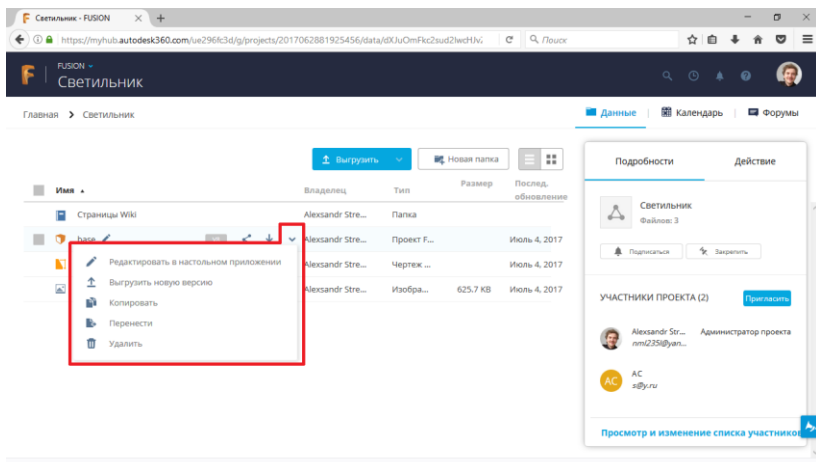 Светильник - FUSION
https://myhub.autodesk360.com/ue296fc3d/g/projects/2017062881925456/data/
Поиск
FUSION
Светильник
Главная > Светильник
Данные | Календарь | Форумы
Выгрузить Новая папка
Подробности Действие
Имя Владелец Тип Размер Послед. обновление
Страницы Wiki Alexsandr Stre... Папка
base Alexsandr Stre... Проект F... Июль 4, 2017
Alexsandr Stre... Чертеж ... Июль 4, 2017
Alexsandr Stre... Изобра... 625.7 KB Июль 4, 2017
Редактировать в настольном приложении
Выгрузить новую версию
Копировать
Перенести
Удалить
Светильник
Файлов: 3
Подписаться Закрепить
УЧАСТНИКИ ПРОЕКТА (2) Пригласить
Alexsandr Str... Администратор проекта
AC AC
s@y.ru
Просмотр и изменение списка участников